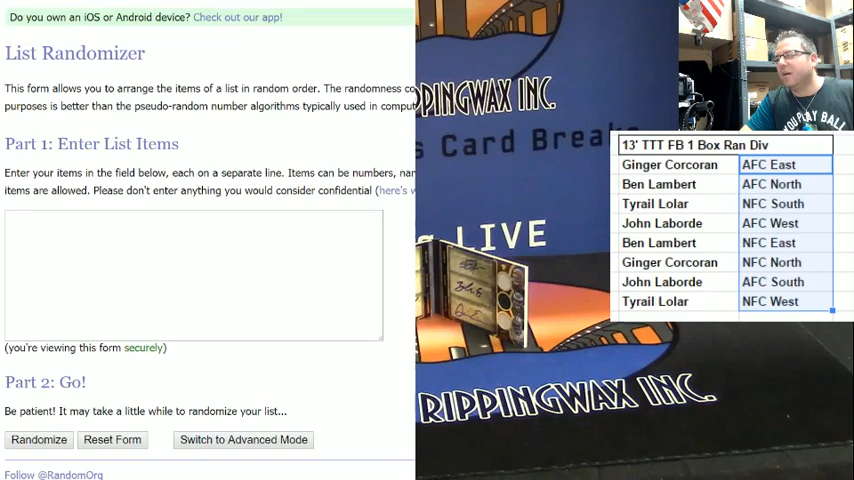 Do you own an iOS or Android device? Check out our app!
List Randomizer
This form allows you to arrange the items of a list in random order. The randomness
purposes is better than the pseudo-random number algorithms typically used in
Part 1: Enter List Items
Enter your items in the field below, each on a separate line. Items can be numbers,
items are allowed. Please don't enter anything you would consider confidential (here's
(you're viewing this form securely)
Part 2: Go!
Be patient! It may take a little while to randomize your list...
Randomize Reset Form Switch to Advanced Mode
Follow @RandomOrg
PPINGWAX INC.
s Card Breaks
LIVE
RIPPINGWAX INC.
YOU PLAY BALL
13' TTT FB 1 Box Ran Div
Ginger Corcoran AFC East
Ben Lambert AFC North
Tyrail Lolar NFC South
John Laborde AFC West
Ben Lambert NFC East
Ginger Corcoran NFC North
John Laborde AFC South
Tyrail Lolar NFC West